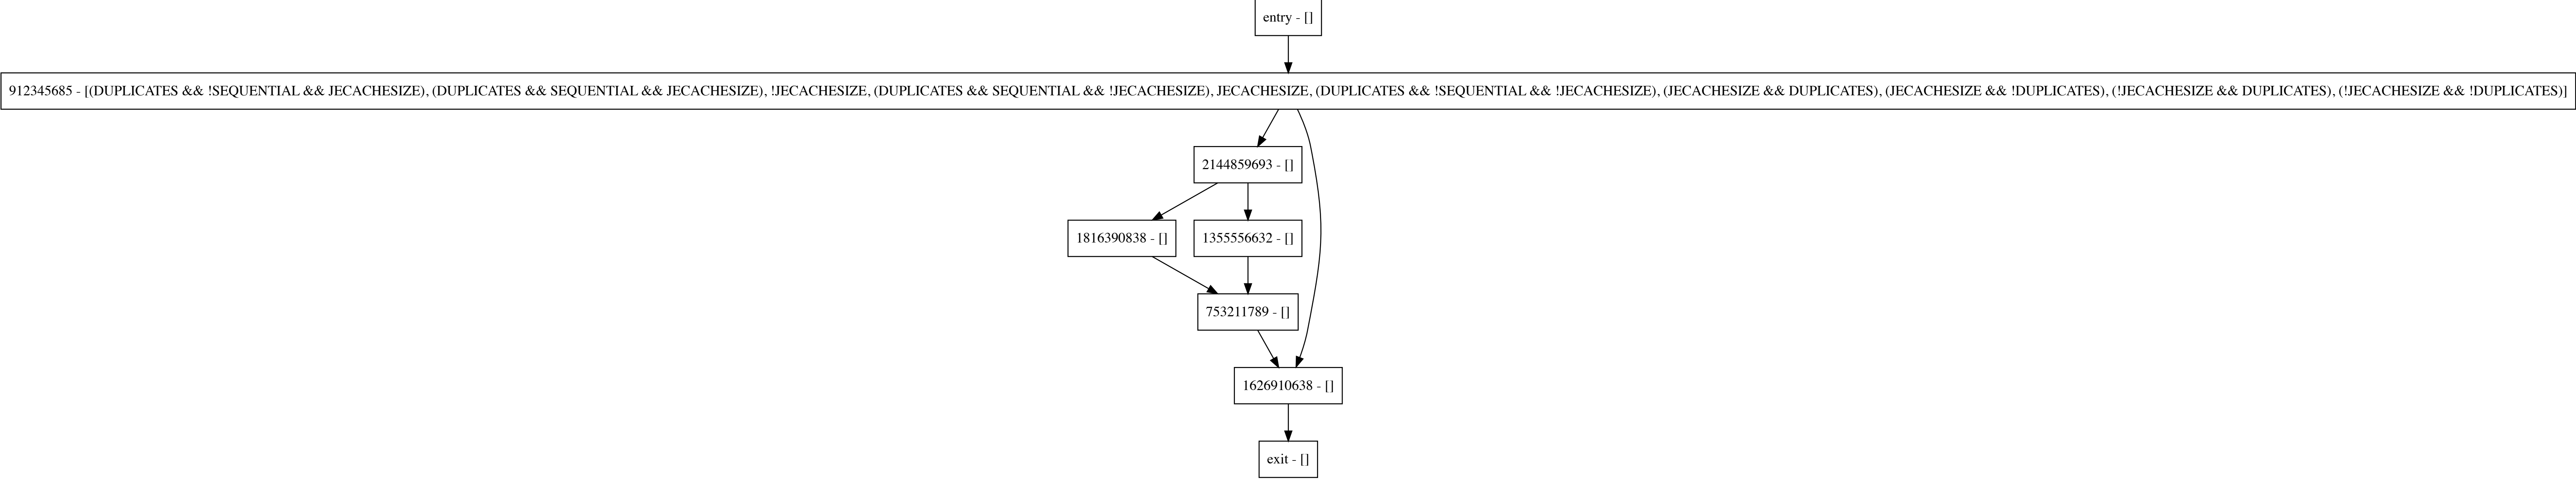 entry - []
912345685 - [(DUPLICATES && !SEQUENTIAL && JECACHESIZE), (DUPLICATES && SEQUENTIAL && JECACHESIZE), !JECACHESIZE, (DUPLICATES && SEQUENTIAL && !JECACHESIZE), JECACHESIZE, (DUPLICATES && !SEQUENTIAL && !JECACHESIZE), (JECACHESIZE && DUPLICATES), (JECACHESIZE && !DUPLICATES), (!JECACHESIZE && DUPLICATES), (!JECACHESIZE && !DUPLICATES)]
2144859693 - []
1816390838 - []
1355556632 - []
753211789 - []
1626910638 - []
exit - []